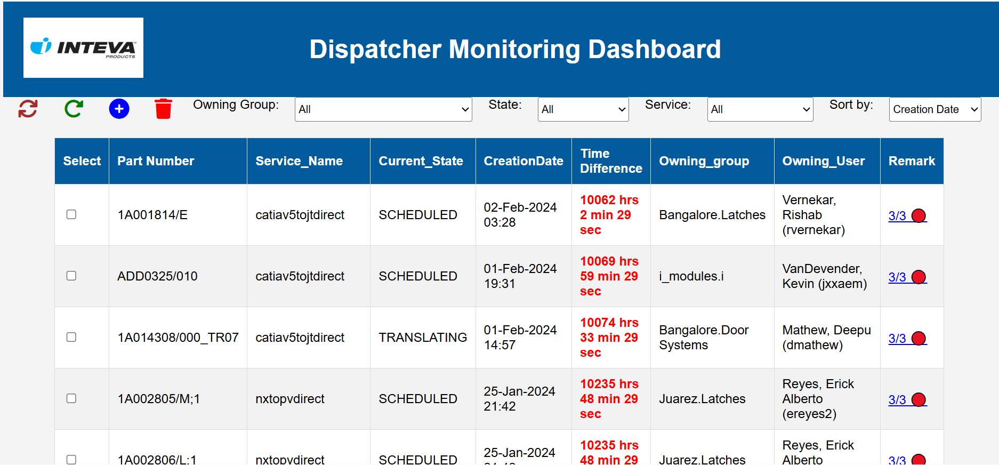 INTEVA
PRODUCTS
Dispatcher Monitoring Dashboard
Owning Group: All State: All Service: All Sort by: Creation Date
Select Part Number Service_Name Current_State CreationDate Time Difference Owning_group Owning_User Remark
1A001814/E catiav5tojtdirect SCHEDULED 02-Feb-2024 03:28 10062 hrs 2 min 29 sec Bangalore.Latches Vernekar, Rishab (rvernekar) 3/3
ADD0325/010 catiav5tojtdirect SCHEDULED 01-Feb-2024 19:31 10069 hrs 59 min 29 sec i_modules.i VanDevender, Kevin (jxxaem) 3/3
1A014308/000_TR07 catiav5tojtdirect TRANSLATING 01-Feb-2024 14:57 10074 hrs 33 min 29 sec Bangalore.Door Systems Mathew, Deepu (dmathew) 3/3
1A002805/M;1 nxtopvdirect SCHEDULED 25-Jan-2024 21:42 10235 hrs 48 min 29 sec Juarez.Latches Reyes, Erick Alberto (ereyes2) 3/3
1A002806/L;1 nxtopvdirect SCHEDULED 25-Jan-2024 10235 hrs 48 min 29 Juarez.Latches Reyes, Erick Alberto 3/3